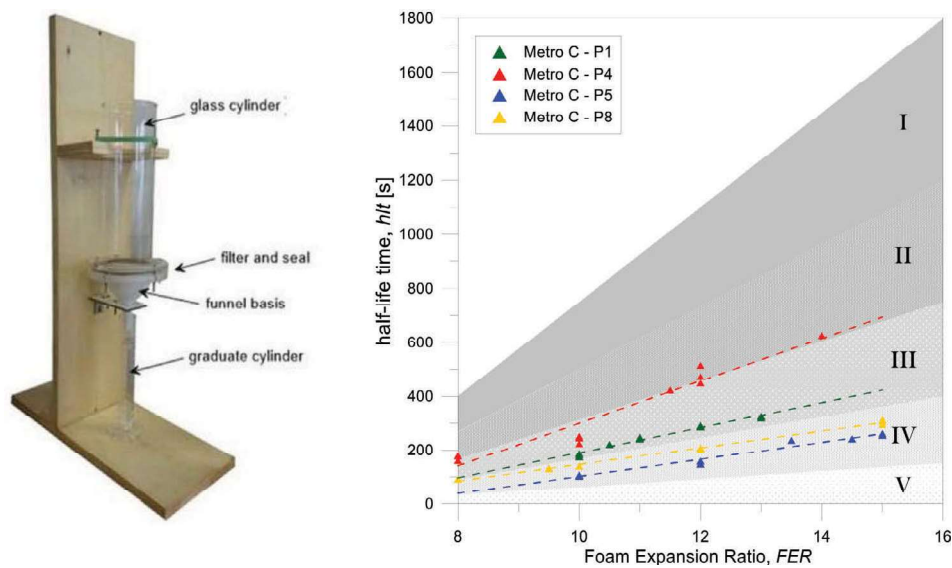 glass cylinder
filter and seal
funnel basis
graduate cylinder
half-life time, hlt [s]
1800
1600
1400
1200
1000
800
600
400
200
0
Metro C - P1
Metro C - P4
Metro C - P5
Metro C - P8
I
II
III
IV
V
8
10
12
14
16
Foam Expansion Ratio, FER